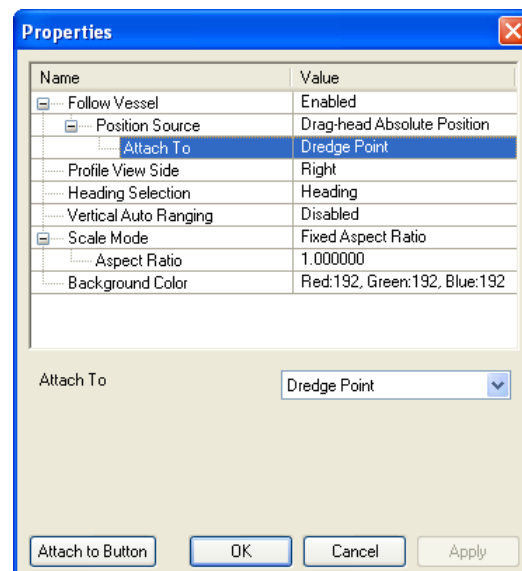 Properties
Name Value
Follow Vessel Enabled
Position Source Drag-head Absolute Position
Attach To Dredge Point
Profile View Side Right
Heading Selection Heading
Vertical Auto Ranging Disabled
Scale Mode Fixed Aspect Ratio
Aspect Ratio 1.000000
Background Color Red:192, Green:192, Blue:192
Attach To Dredge Point
Attach to Button OK Cancel Apply